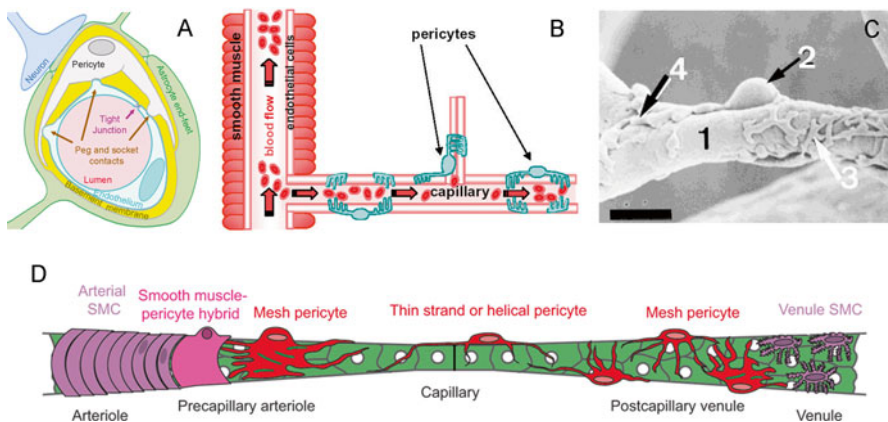 A
Neuron
Pericyte
Astrocyte end-feet
Tight
Junction
Peg and socket
contacts
Lumen
Endothelium
Basement membrane
B
smooth muscle
blood flow
endothelial cells
pericytes
capillary
C
4
2
1
3
D
Arterial
SMC
Smooth muscle-
pericyte hybrid
Mesh pericyte
Thin strand or helical pericyte
Mesh pericyte
Venule SMC
Arteriole
Precapillary arteriole
Capillary
Postcapillary venule
Venule